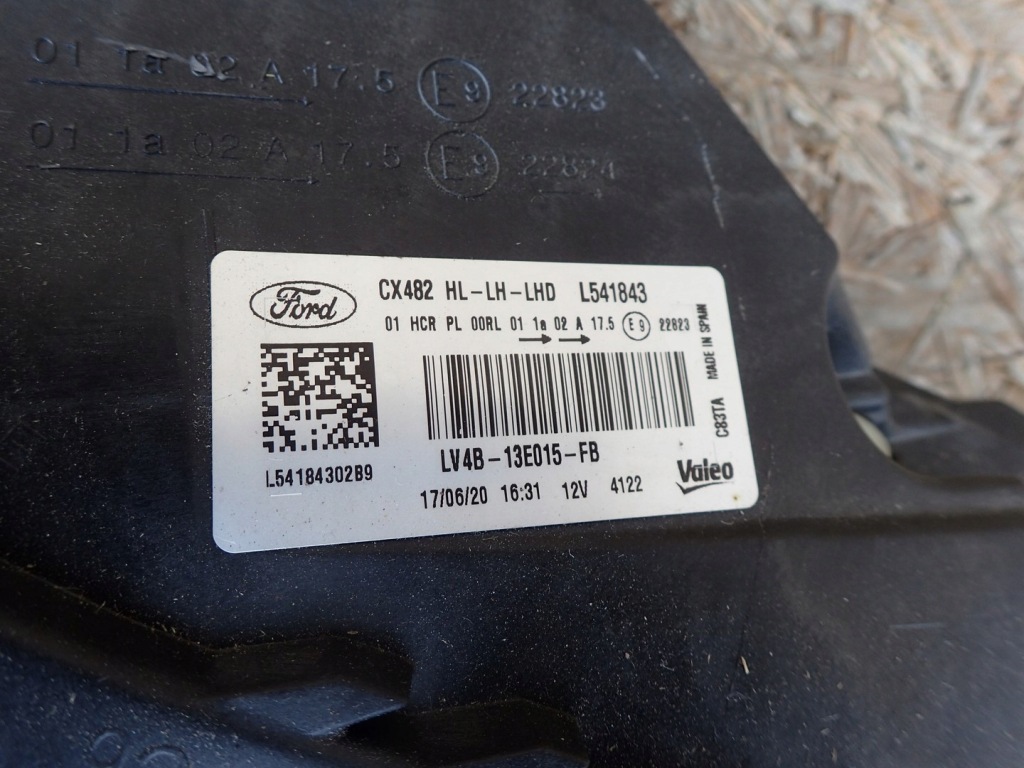 01 1a 02 A 17.5 E9 22823
01 1a 02 A 17.5 E9 22824
Ford
CX482 HL-LH-LHD L541843
01 HCR PL 00RL 01 1a 02 A 17.5 E9 22823
L54184302B9
LV4B-13E015-FB
17/06/20 16:31 12V 4122
C83TA MADE IN SPAIN
Valeo